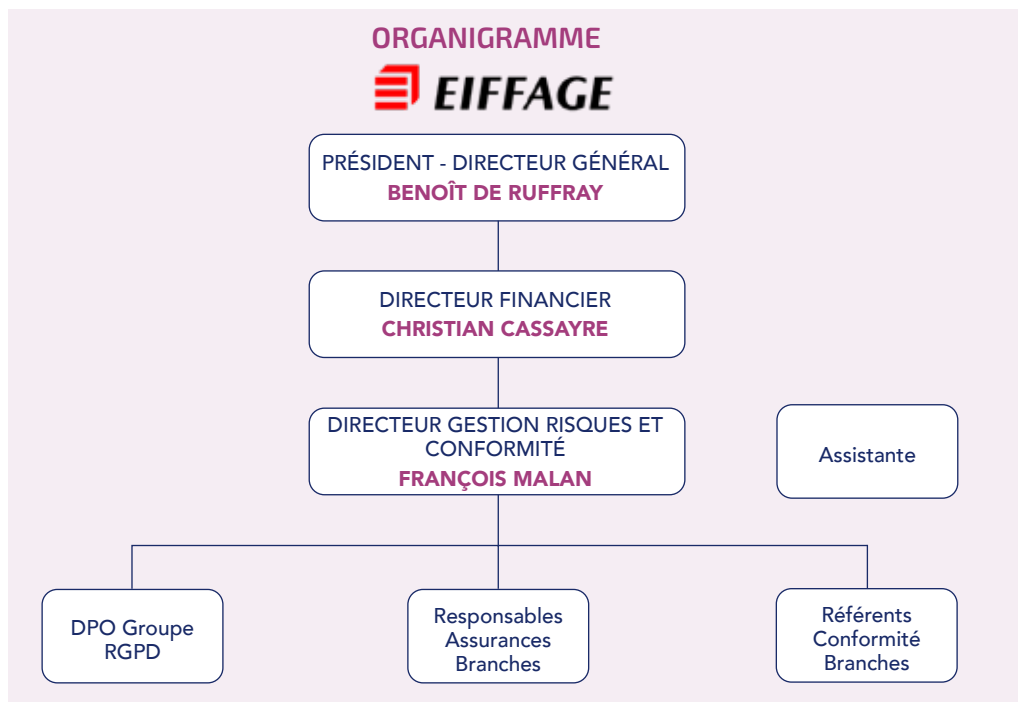 ORGANIGRAMME
EIFFAGE
PRÉSIDENT - DIRECTEUR GÉNÉRAL
BENOÎT DE RUFFRAY
DIRECTEUR FINANCIER
CHRISTIAN CASSAYRE
DIRECTEUR GESTION RISQUES ET
CONFORMITÉ
FRANÇOIS MALAN
Assistante
DPO Groupe
RGPD
Responsables
Assurances
Branches
Référents
Conformité
Branches